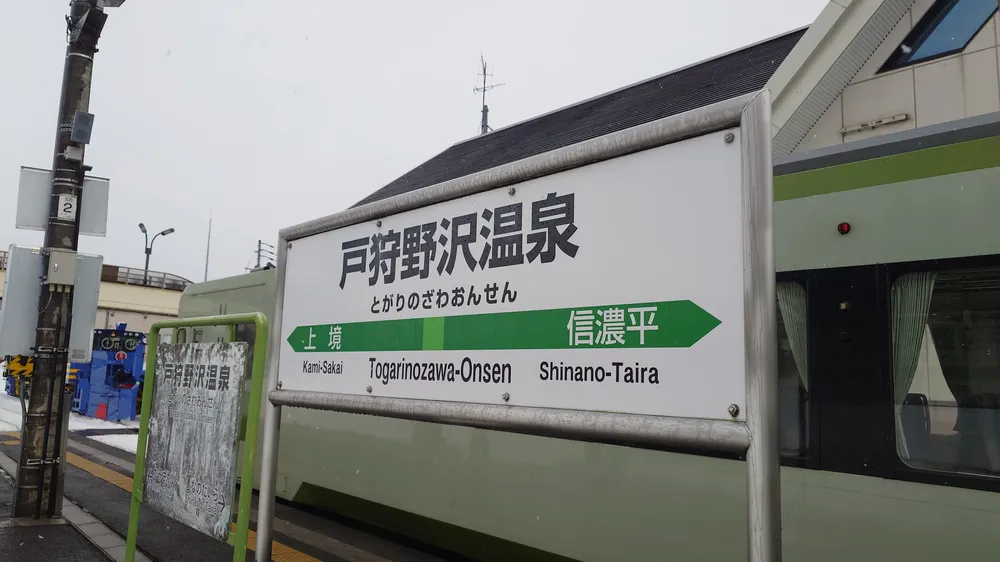 戸狩野沢温泉
とがりのざわおんせん
上境 信濃平
Kami-Sakai Togarinozawa-Onsen Shinano-Taira
戸狩野沢温泉
2